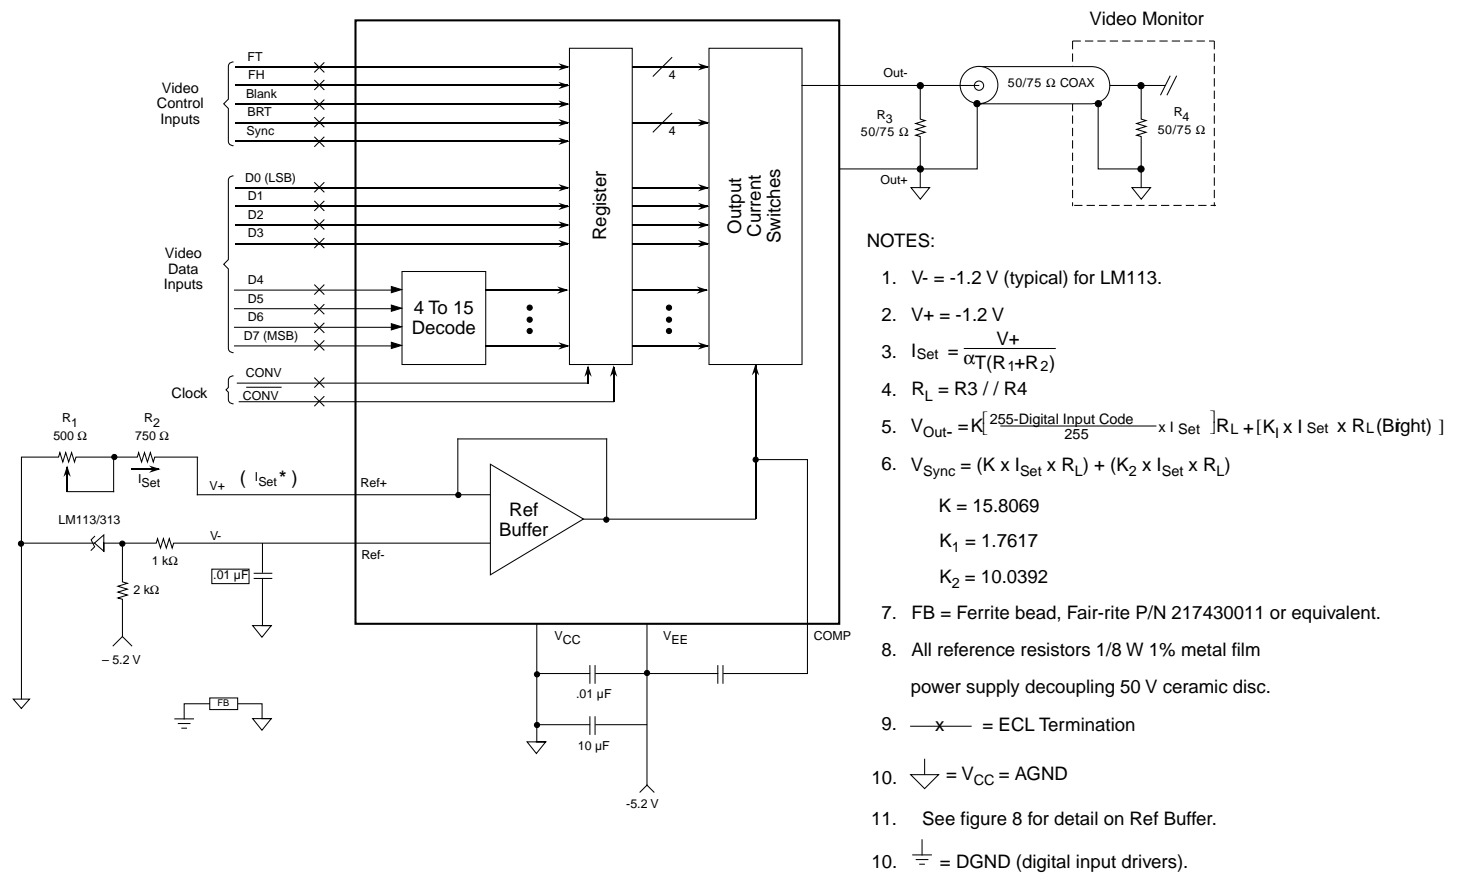 Video Monitor
FT
FH
Blank
BRT
Sync
Video
Control
Inputs
D0 (LSB)
D1
D2
D3
D4
D5
D6
D7 (MSB)
Video
Data
Inputs
CONV
CONV
Clock
4 To 15
Decode
Register
Output
Current
Switches
4
4
Out-
Out+
R3
50/75 Ω
50/75 Ω COAX
R4
50/75 Ω
R1
500 Ω
R2
750 Ω
ISet
V+
( ISet* )
Ref+
Ref
Buffer
LM113/313
V-
1 kΩ
Ref-
.01 µF
2 kΩ
– 5.2 V
FB
VCC
VEE
COMP
.01 µF
10 µF
-5.2 V
NOTES:
1. V- = -1.2 V (typical) for LM113.
2. V+ = -1.2 V
3. ISet = V+ / αT(R1+R2)
4. RL = R3 // R4
5. VOut- = K[255-Digital Input Code / 255 x I Set ]RL + [KI x I Set x RL(Bright) ]
6. VSync = (K x ISet x RL) + (K2 x ISet x RL)
K = 15.8069
K1 = 1.7617
K2 = 10.0392
7. FB = Ferrite bead, Fair-rite P/N 217430011 or equivalent.
8. All reference resistors 1/8 W 1% metal film
power supply decoupling 50 V ceramic disc.
9. x = ECL Termination
10. = VCC = AGND
11. See figure 8 for detail on Ref Buffer.
10. = DGND (digital input drivers).